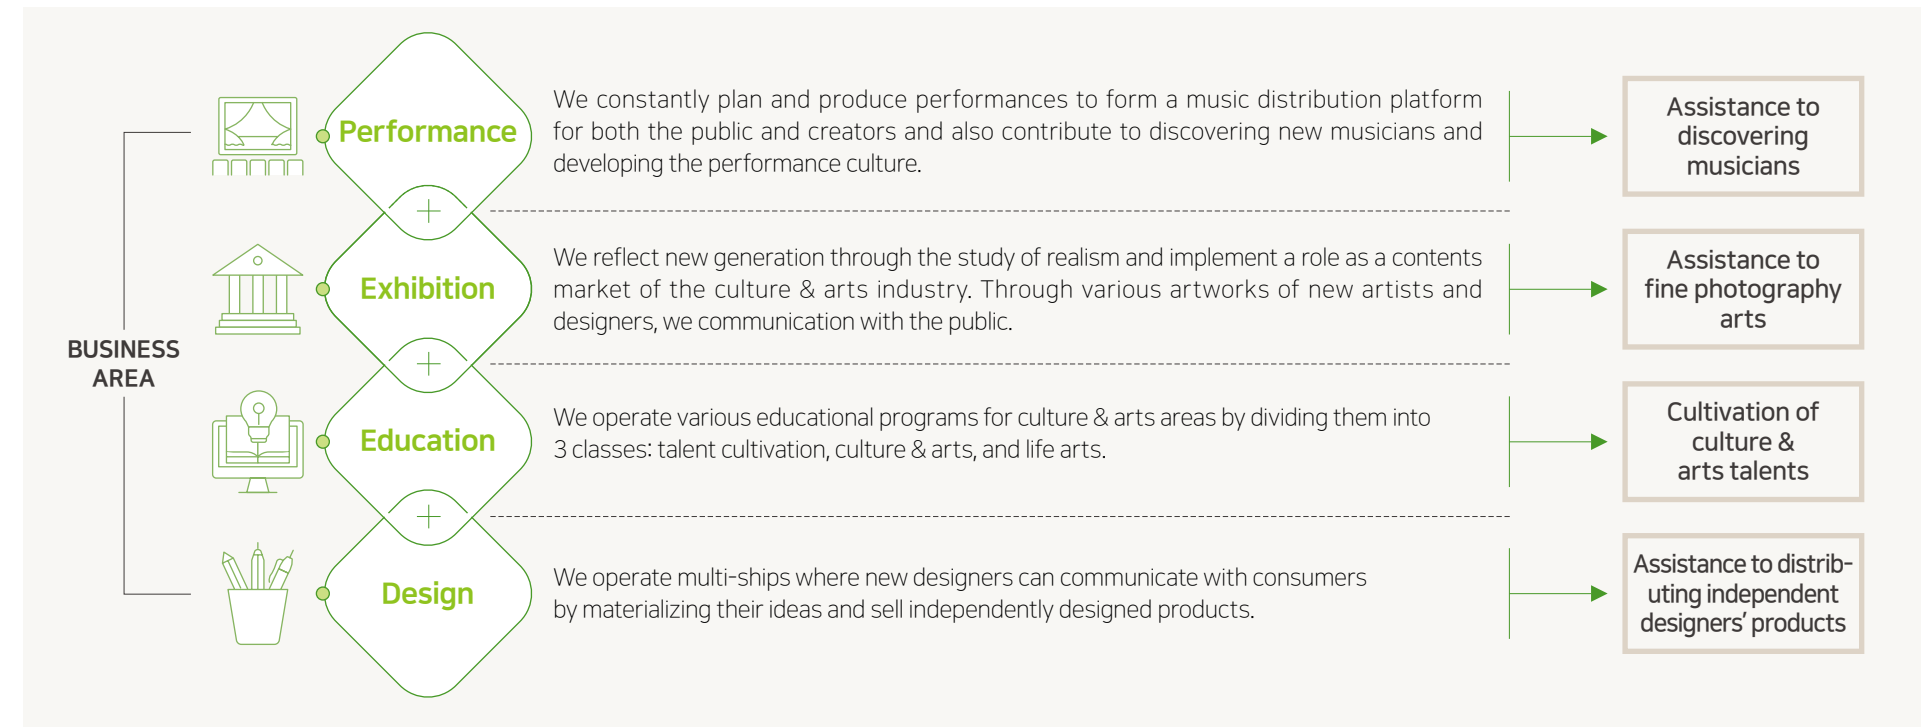 BUSINESS
AREA
Performance
We constantly plan and produce performances to form a music distribution platform
for both the public and creators and also contribute to discovering new musicians and
developing the performance culture.
Assistance to
discovering
musicians
Exhibition
We reflect new generation through the study of realism and implement a role as a contents
market of the culture & arts industry. Through various artworks of new artists and
designers, we communication with the public.
Assistance to
fine photography
arts
Education
We operate various educational programs for culture & arts areas by dividing them into
3 classes: talent cultivation, culture & arts, and life arts.
Cultivation of
culture &
arts talents
Design
We operate multi-ships where new designers can communicate with consumers
by materializing their ideas and sell independently designed products.
Assistance to distrib-
uting independent
designers' products